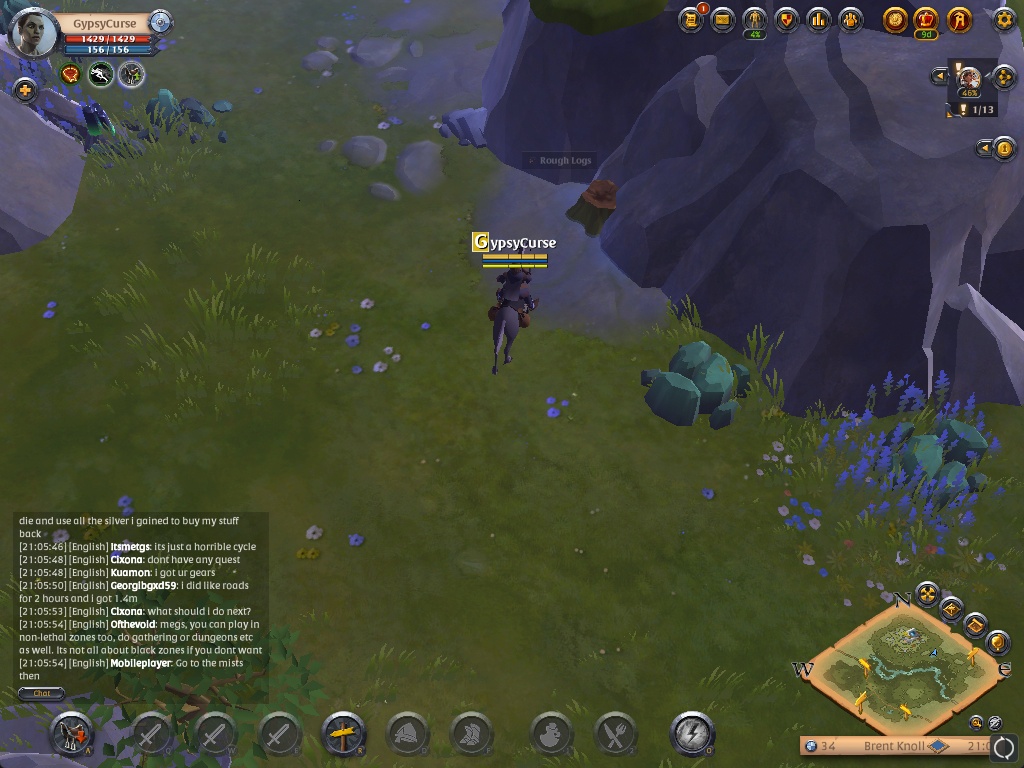 GypsyCurse
1429 / 1429
156 / 156
1
4%
9d
46%
1/13
1
Rough Logs
GypsyCurse
die and use all the silver i gained to buy my stuff
back
[21:05:46] [English] Itsmetgs: its just a horrible cycle
[21:05:48] [English] Cixona: dont have any quest
[21:05:48] [English] Kuamon: i got ur gears
[21:05:50] [English] Georgibgxd59: i did like roads
for 2 hours and i got 1.4m
[21:05:53] [English] Cixona: what should i do next?
[21:05:54] [English] Ofthevold: megs, you can play in
non-lethal zones too, do gathering or dungeons etc
as well. Its not all about black zones if you dont want
[21:05:54] [English] Mobileplayer: Go to the mists
then
Chat
N
W
E
A
Q
W
E
R
D
F
34
Brent Knoll